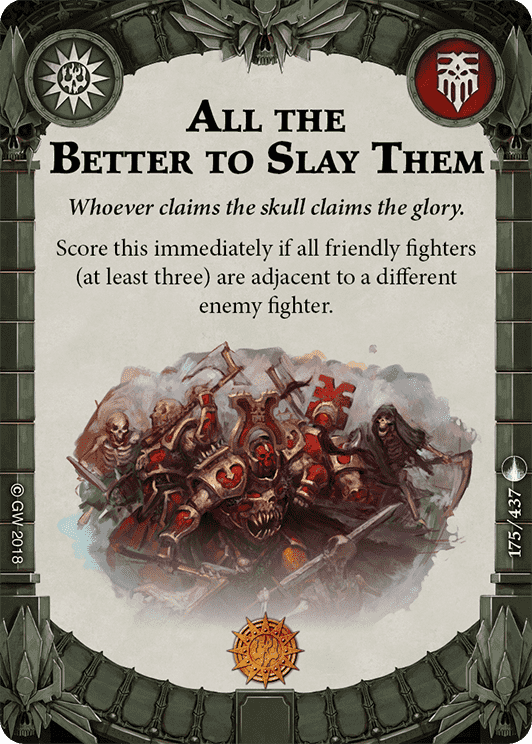 All the
Better to Slay Them
Whoever claims the skull claims the glory.
Score this immediately if all friendly fighters
(at least three) are adjacent to a different
enemy fighter.
© GW 2018
175/437